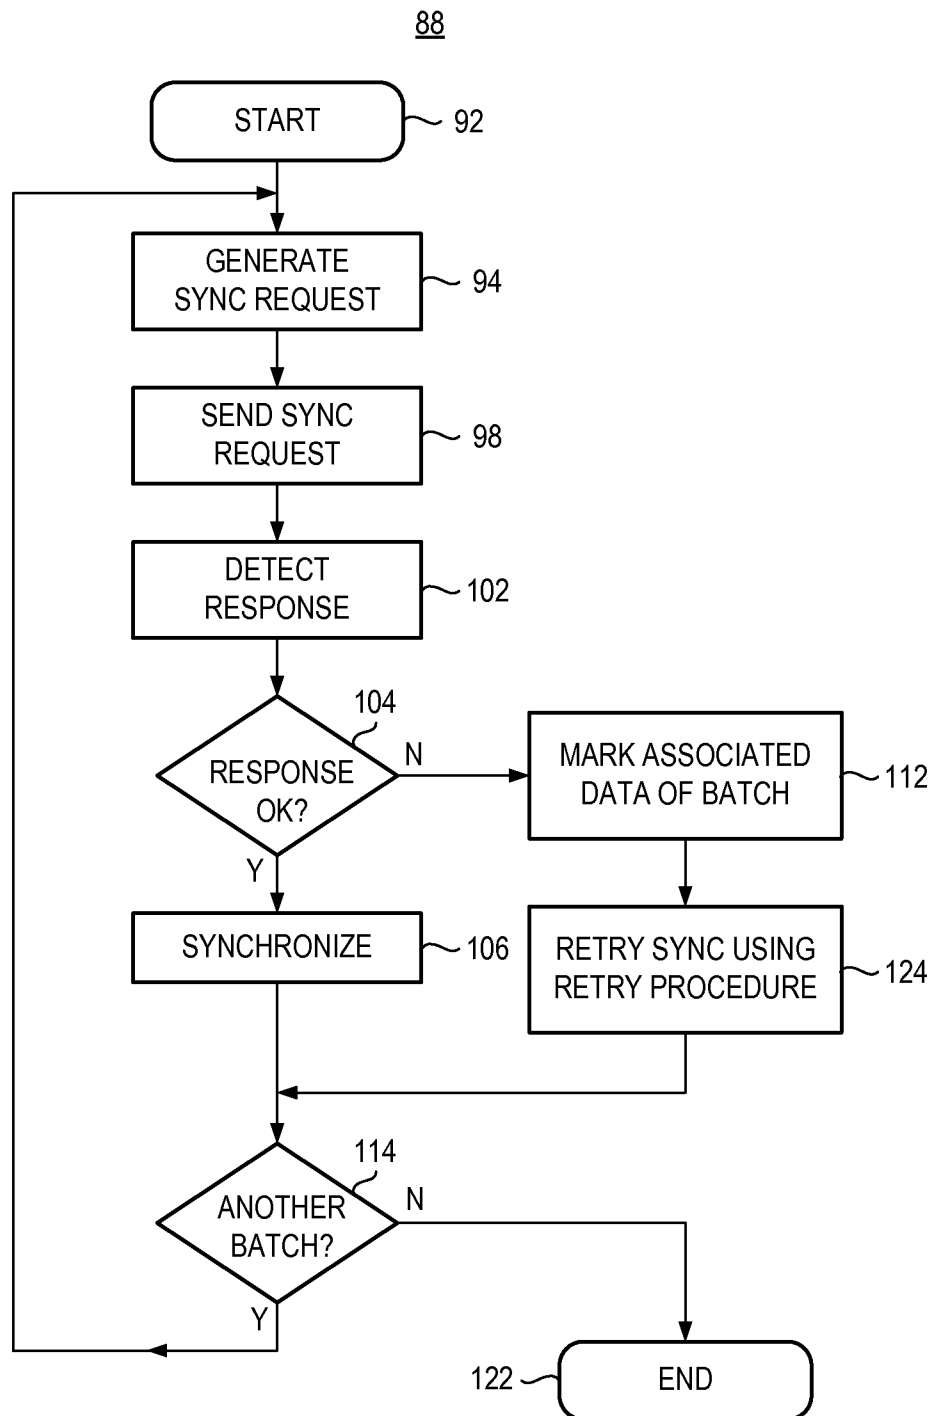 88
START
92
GENERATE
SYNC REQUEST
94
SEND SYNC
REQUEST
98
DETECT
RESPONSE
102
104
RESPONSE
OK?
N
Y
MARK ASSOCIATED
DATA OF BATCH
112
SYNCHRONIZE
106
RETRY SYNC USING
RETRY PROCEDURE
124
114
ANOTHER
BATCH?
N
Y
122
END